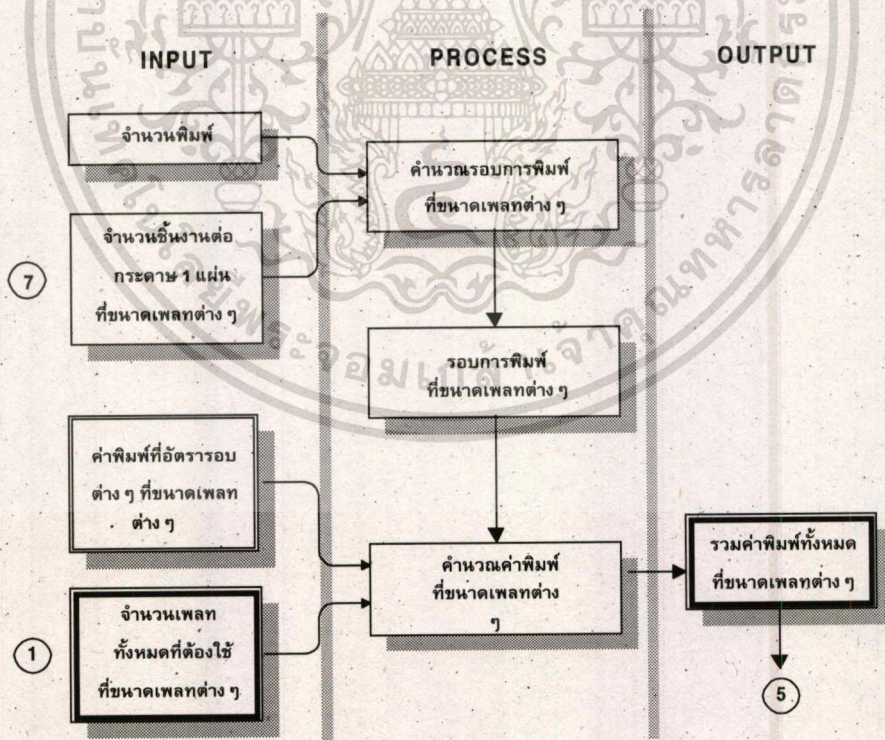 INPUT
PROCESS
OUTPUT
จำนวนพิมพ์
คำนวณรอบการพิมพ์
ที่ขนาดเพลทต่าง ๆ
7
จำนวนชิ้นงานต่อ
กระดาษ 1 แผ่น
ที่ขนาดเพลทต่าง ๆ
รอบการพิมพ์
ที่ขนาดเพลทต่าง ๆ
ค่าพิมพ์ที่อัตรารอบ
ต่าง ๆ ที่ขนาดเพลท
ต่าง ๆ
คำนวณค่าพิมพ์
ที่ขนาดเพลทต่าง
ๆ
รวมค่าพิมพ์ทั้งหมด
ที่ขนาดเพลทต่าง ๆ
1
จำนวนเพลท
ทั้งหมดที่ต้องใช้
ที่ขนาดเพลทต่าง ๆ
5